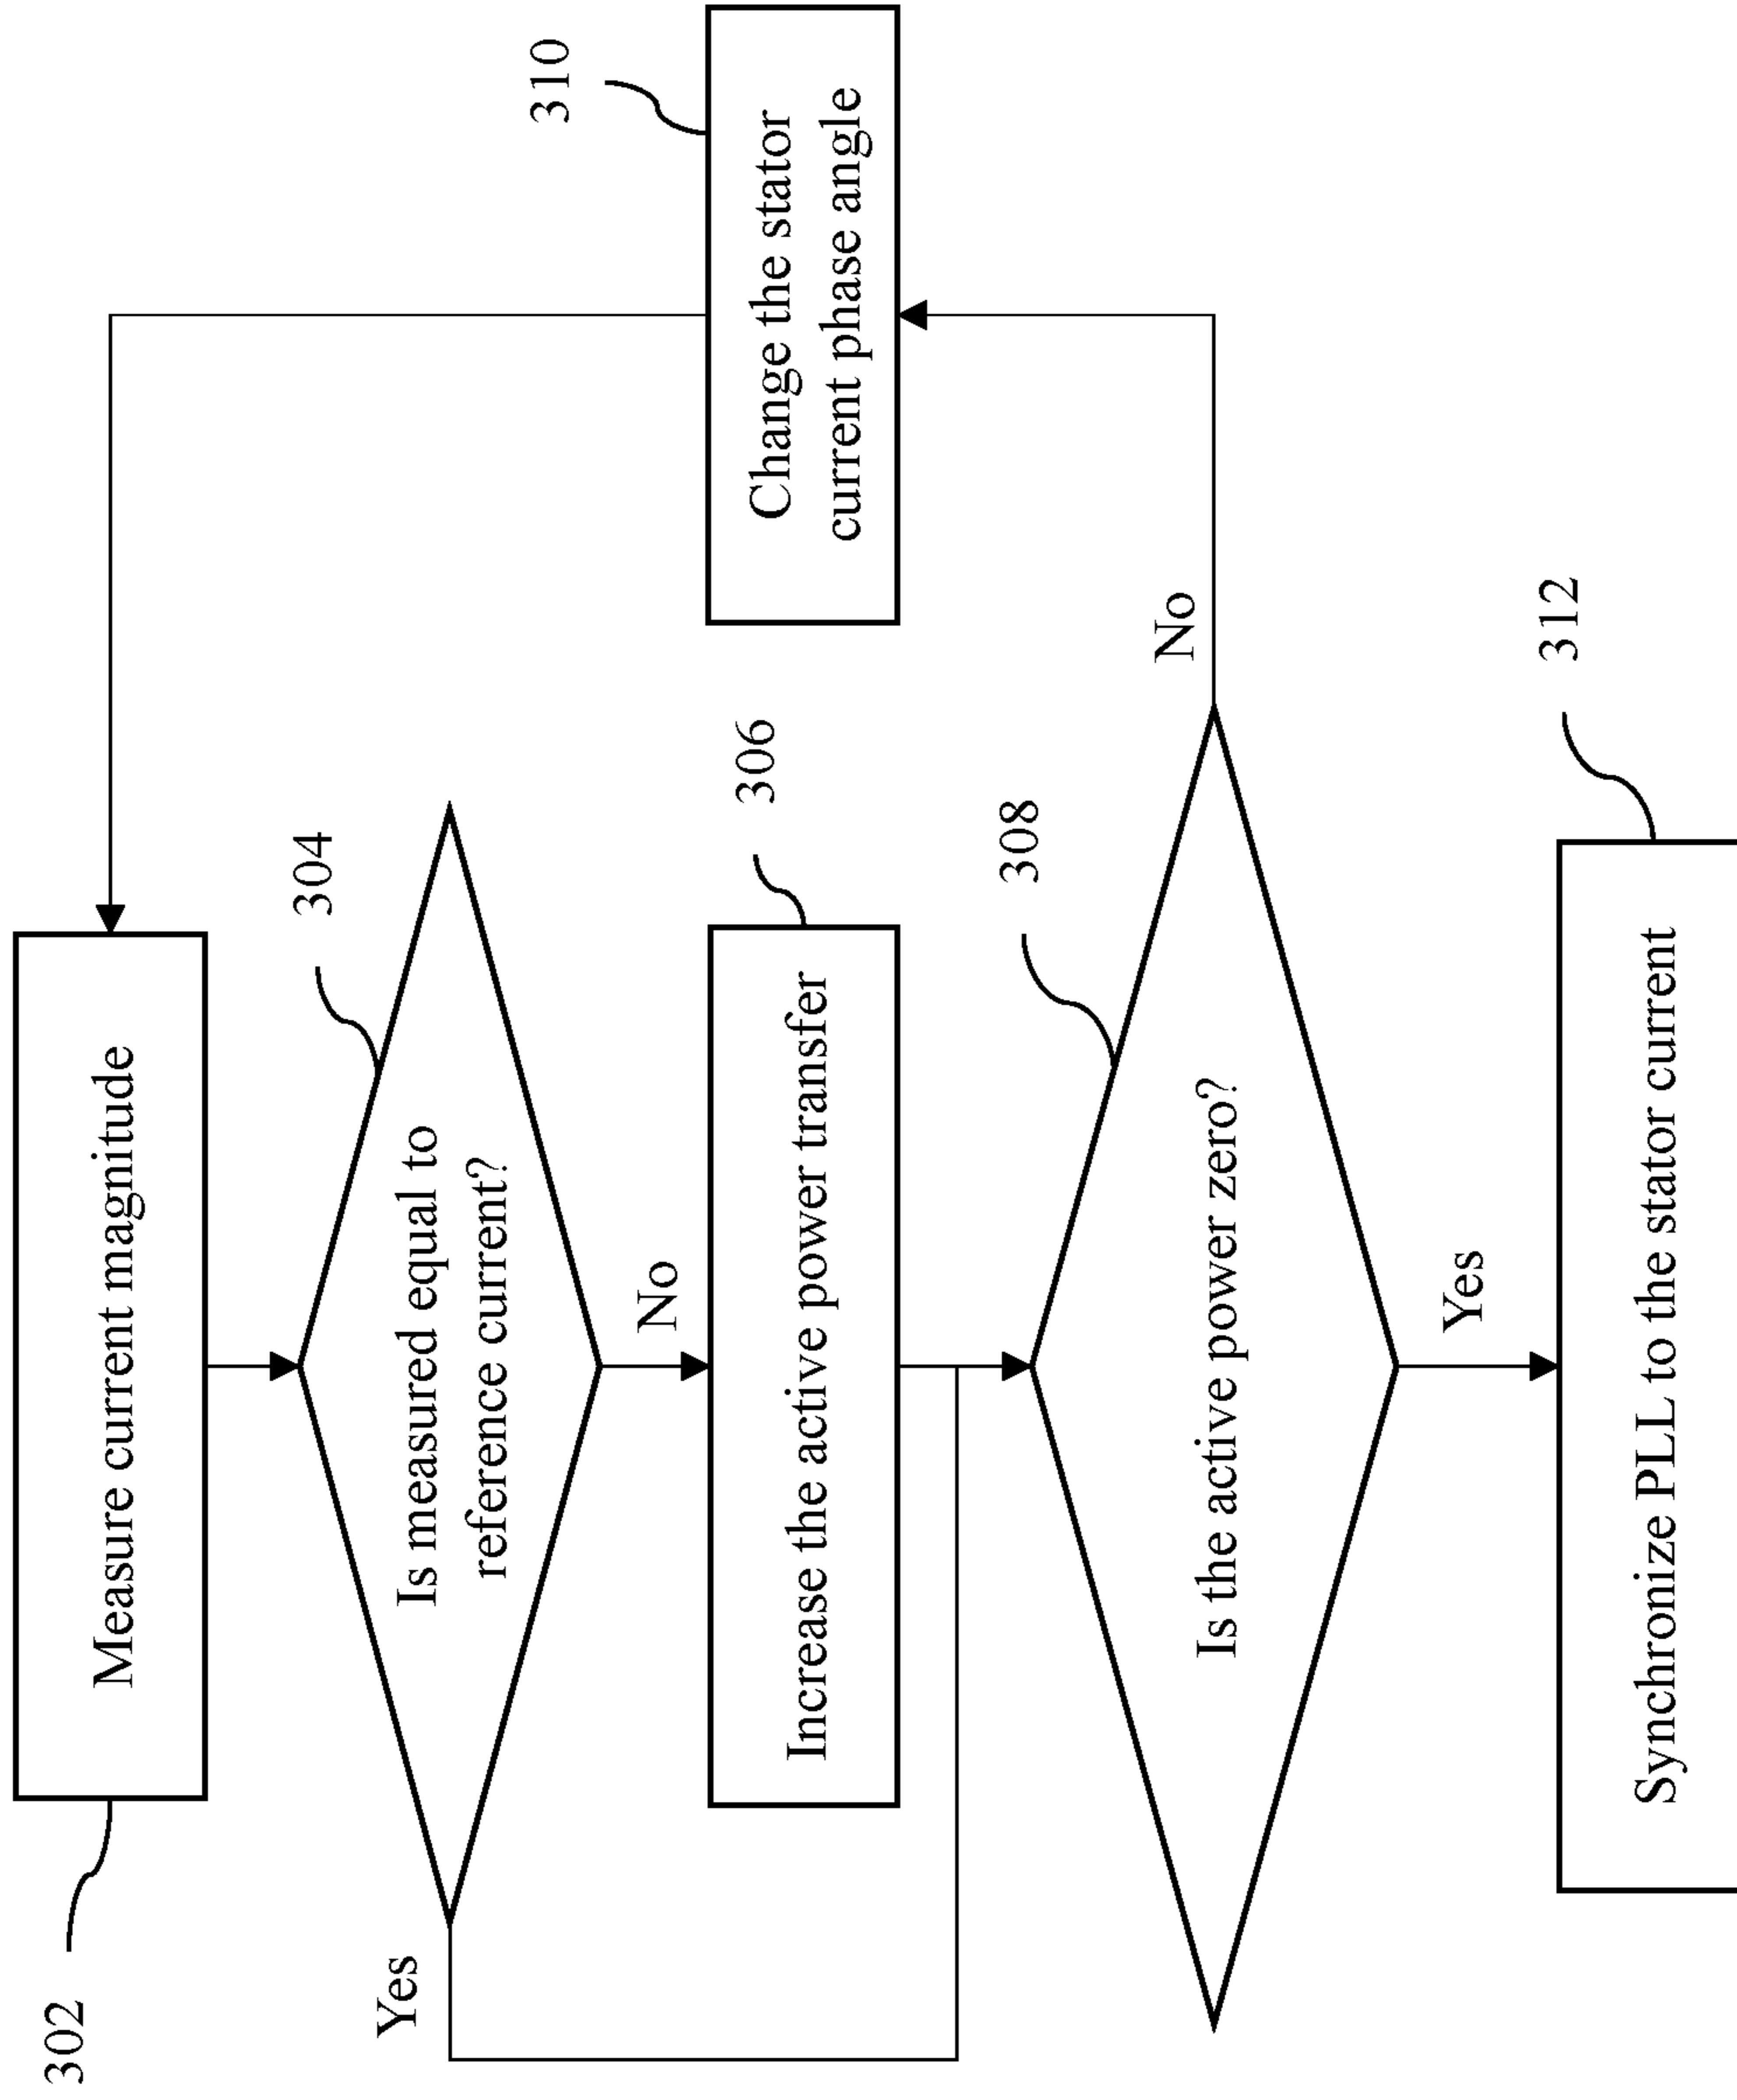 302
Measure current magnitude
304
Is measured equal to
reference current?
Yes
No
306
Increase the active power transfer
310
Change the stator
current phase angle
308
Is the active power zero?
No
Yes
312
Synchronize PLL to the stator current